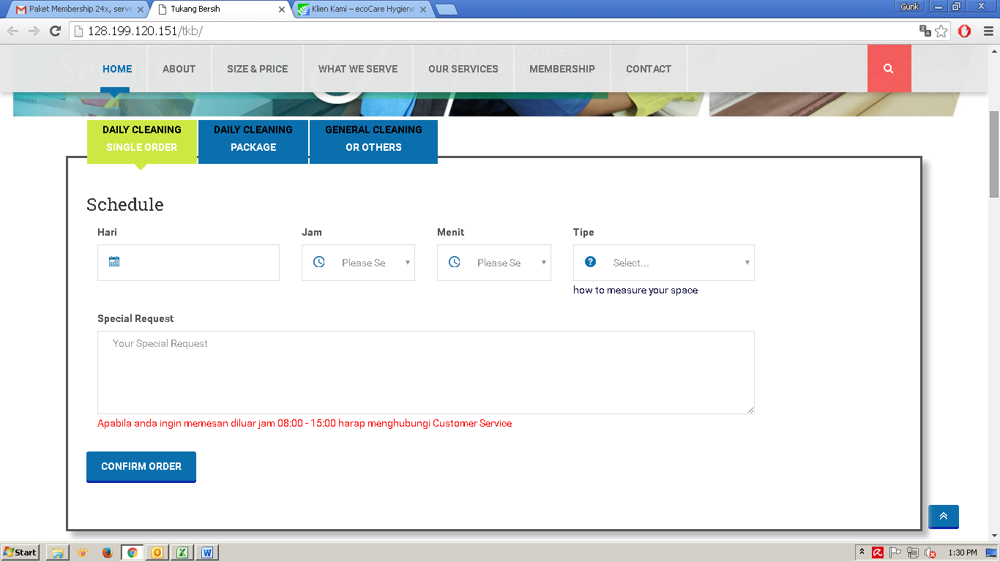 Paket Membership 24x, serve
Tukang Bersih
Klien Kami – ecoCare Hygiene
Gunk
128.199.120.151/tkb/
A WEEK SERVICES
HOME
ABOUT
SIZE & PRICE
WHAT WE SERVE
OUR SERVICES
MEMBERSHIP
CONTACT
DAILY CLEANING
SINGLE ORDER
DAILY CLEANING
PACKAGE
GENERAL CLEANING
OR OTHERS
Schedule
Hari
Jam
Menit
Tipe
Please Se
Please Se
Select...
how to measure your space
Special Request
Your Special Request
Apabila anda ingin memesan diluar jam 08:00 - 15:00 harap menghubungi Customer Service
CONFIRM ORDER
Start
1:30 PM